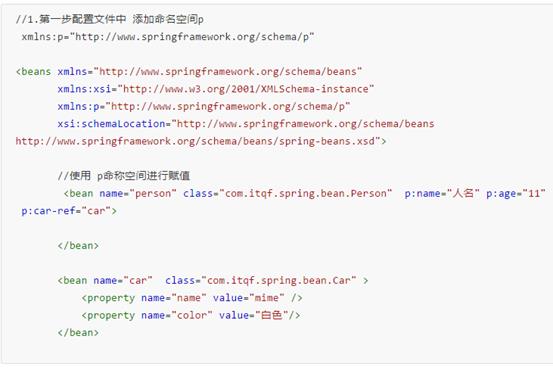 //1.第一步配置文件中 添加命名空间p
xmlns:p="http://www.springframework.org/schema/p"
<beans xmlns="http://www.springframework.org/schema/beans"
xmlns:xsi="http://www.w3.org/2001/XMLSchema-instance"
xmlns:p="http://www.springframework.org/schema/p"
xsi:schemaLocation="http://www.springframework.org/schema/beans
http://www.springframework.org/schema/beans/spring-beans.xsd">
//使用 p命称空间进行赋值
<bean name="person" class="com.itqf.spring.bean.Person"  p:name="人名" p:age="11"
p:car-ref="car">
</bean>
<bean name="car"  class="com.itqf.spring.bean.Car" >
<property name="name" value="mime" />
<property name="color" value="白色"/>
</bean>